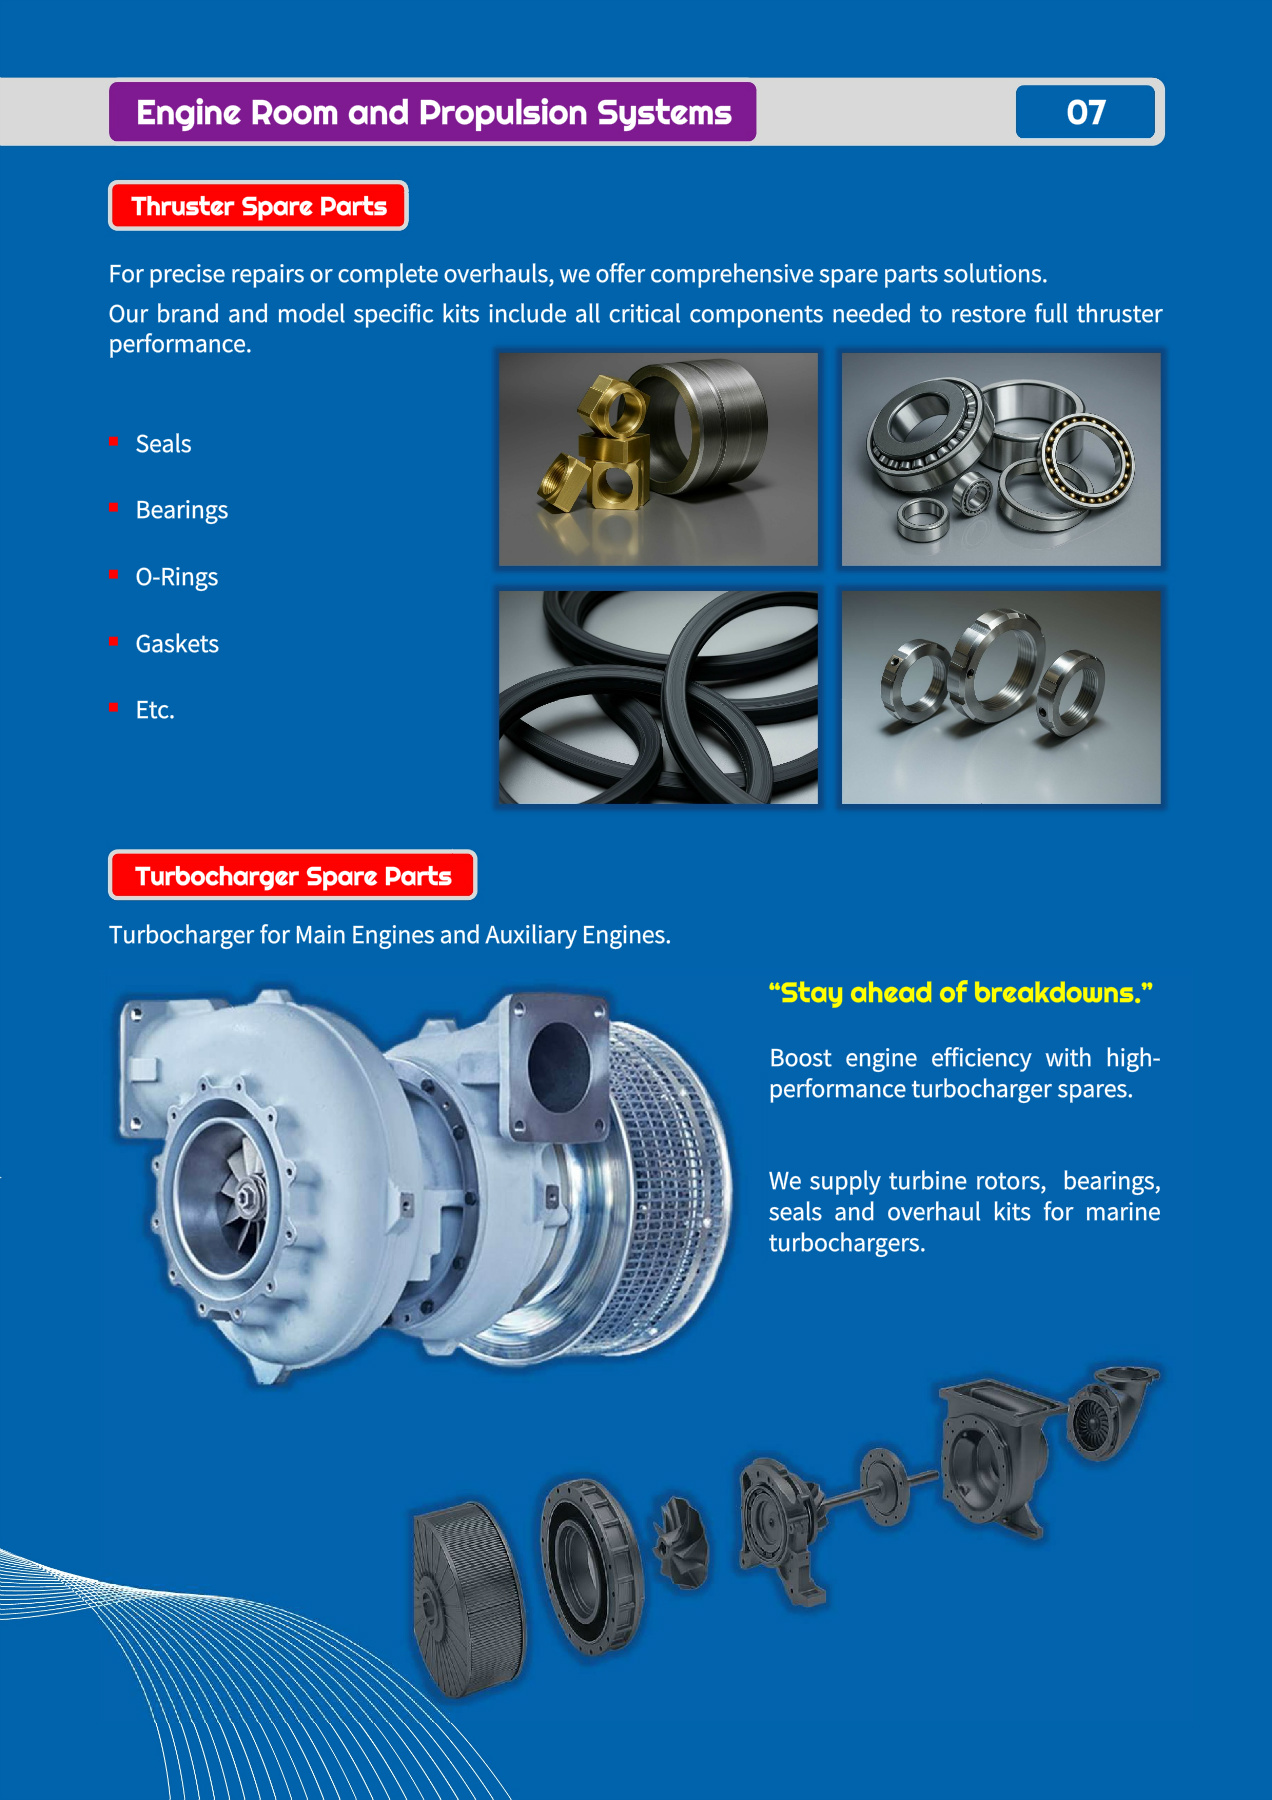 Engine Room and Propulsion Systems
07
Thruster Spare Parts
For precise repairs or complete overhauls, we offer comprehensive spare parts solutions.
Our brand and model specific kits include all critical components needed to restore full thruster
performance.
Seals
Bearings
O-Rings
Gaskets
Etc.
Turbocharger Spare Parts
Turbocharger for Main Engines and Auxiliary Engines.
“Stay ahead of breakdowns.”
Boost engine efficiency with high-
performance turbocharger spares.
We supply turbine rotors, bearings,
seals and overhaul kits for marine
turbochargers.